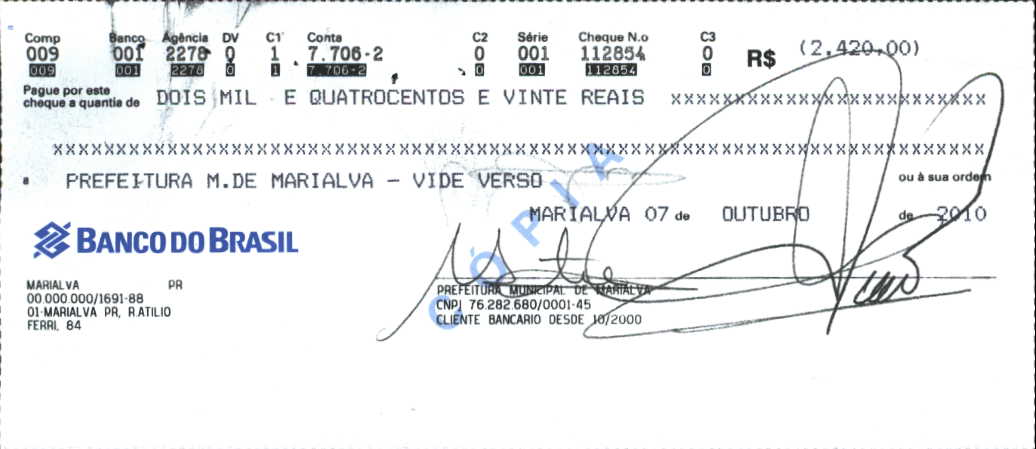 Comp Banco Agência DV C1 Conta C2 Série Cheque N.o C3
009 001 2278 0 1 7.706-2 0 001 112854 0 R$ (2.420,00)
009 001 2278 0 1 7.706-2 0 001 112854 0
Pague por este
cheque a quantia de DOIS MIL E QUATROCENTOS E VINTE REAIS xxxxxxxxxxxxxxxxxxxxxxxxx
xxxxxxxxxxxxxxxxxxxxxxxxxxxxxxxxxxxxxxxxxxxxxxxxxxxxxxxxxxxxxxxxxxxxxxxx
a PREFEITURA M.DE MARIALVA - VIDE VERSO ou à sua ordem
MARIALVA 07 de OUTUBRO de 2010
CÓPIA
BANCO DO BRASIL
MARIALVA PR
00.000.000/1691-88
01-MARIALVA PR, R.ATILIO
FERRI, 84
PREFEITURA MUNICIPAL DE MARIALVA
CNPJ 76.282.680/0001-45
CLIENTE BANCARIO DESDE 10/2000